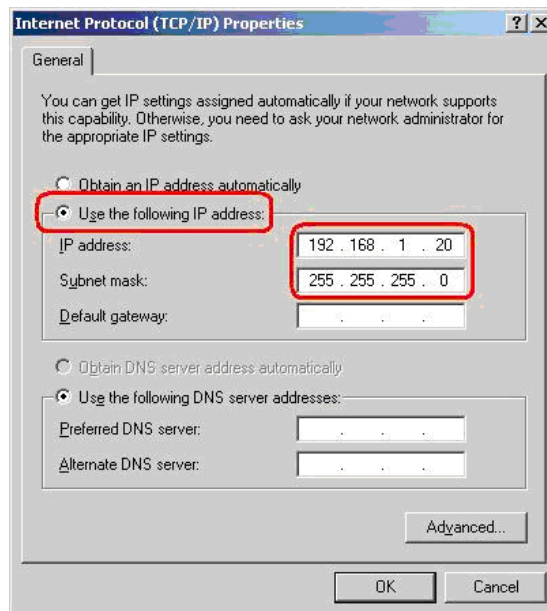 Internet Protocol (TCP/IP) Properties
General
You can get IP settings assigned automatically if your network supports
this capability. Otherwise, you need to ask your network administrator for
the appropriate IP settings.
Obtain an IP address automatically
Use the following IP address:
IP address: 192 . 168 . 1 . 20
Subnet mask: 255 . 255 . 255 . 0
Default gateway: . . .
Obtain DNS server address automatically
Use the following DNS server addresses:
Preferred DNS server: . . .
Alternate DNS server: . . .
Advanced...
OK Cancel